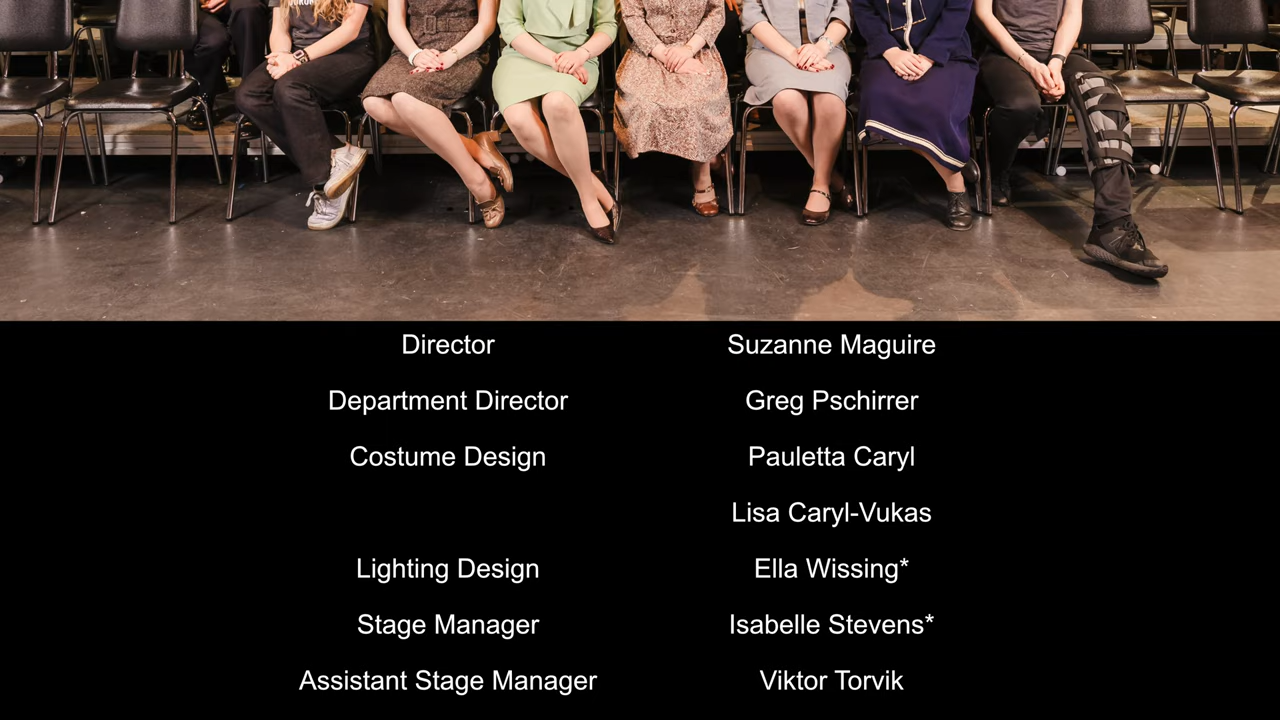 Director Suzanne Maguire
Department Director Greg Pschirrer
Costume Design Pauletta Caryl
Lisa Caryl-Vukas
Lighting Design Ella Wissing*
Stage Manager Isabelle Stevens*
Assistant Stage Manager Viktor Torvik